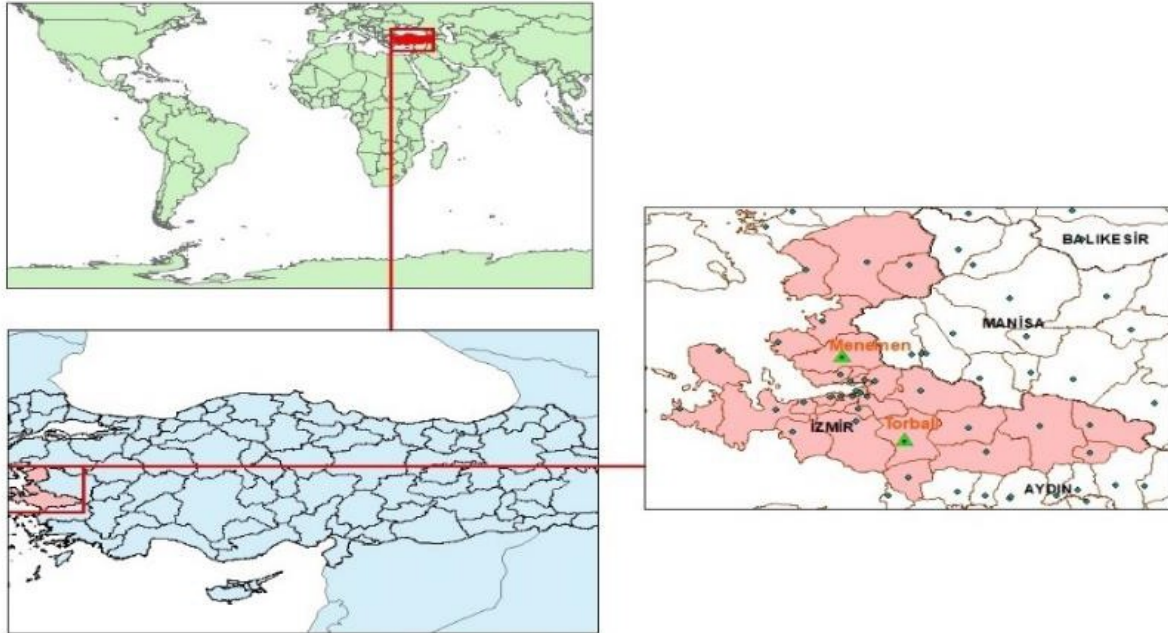 BALIKESİR
MANİSA
Menemen
İZMİR
Torbalı
AYDIN